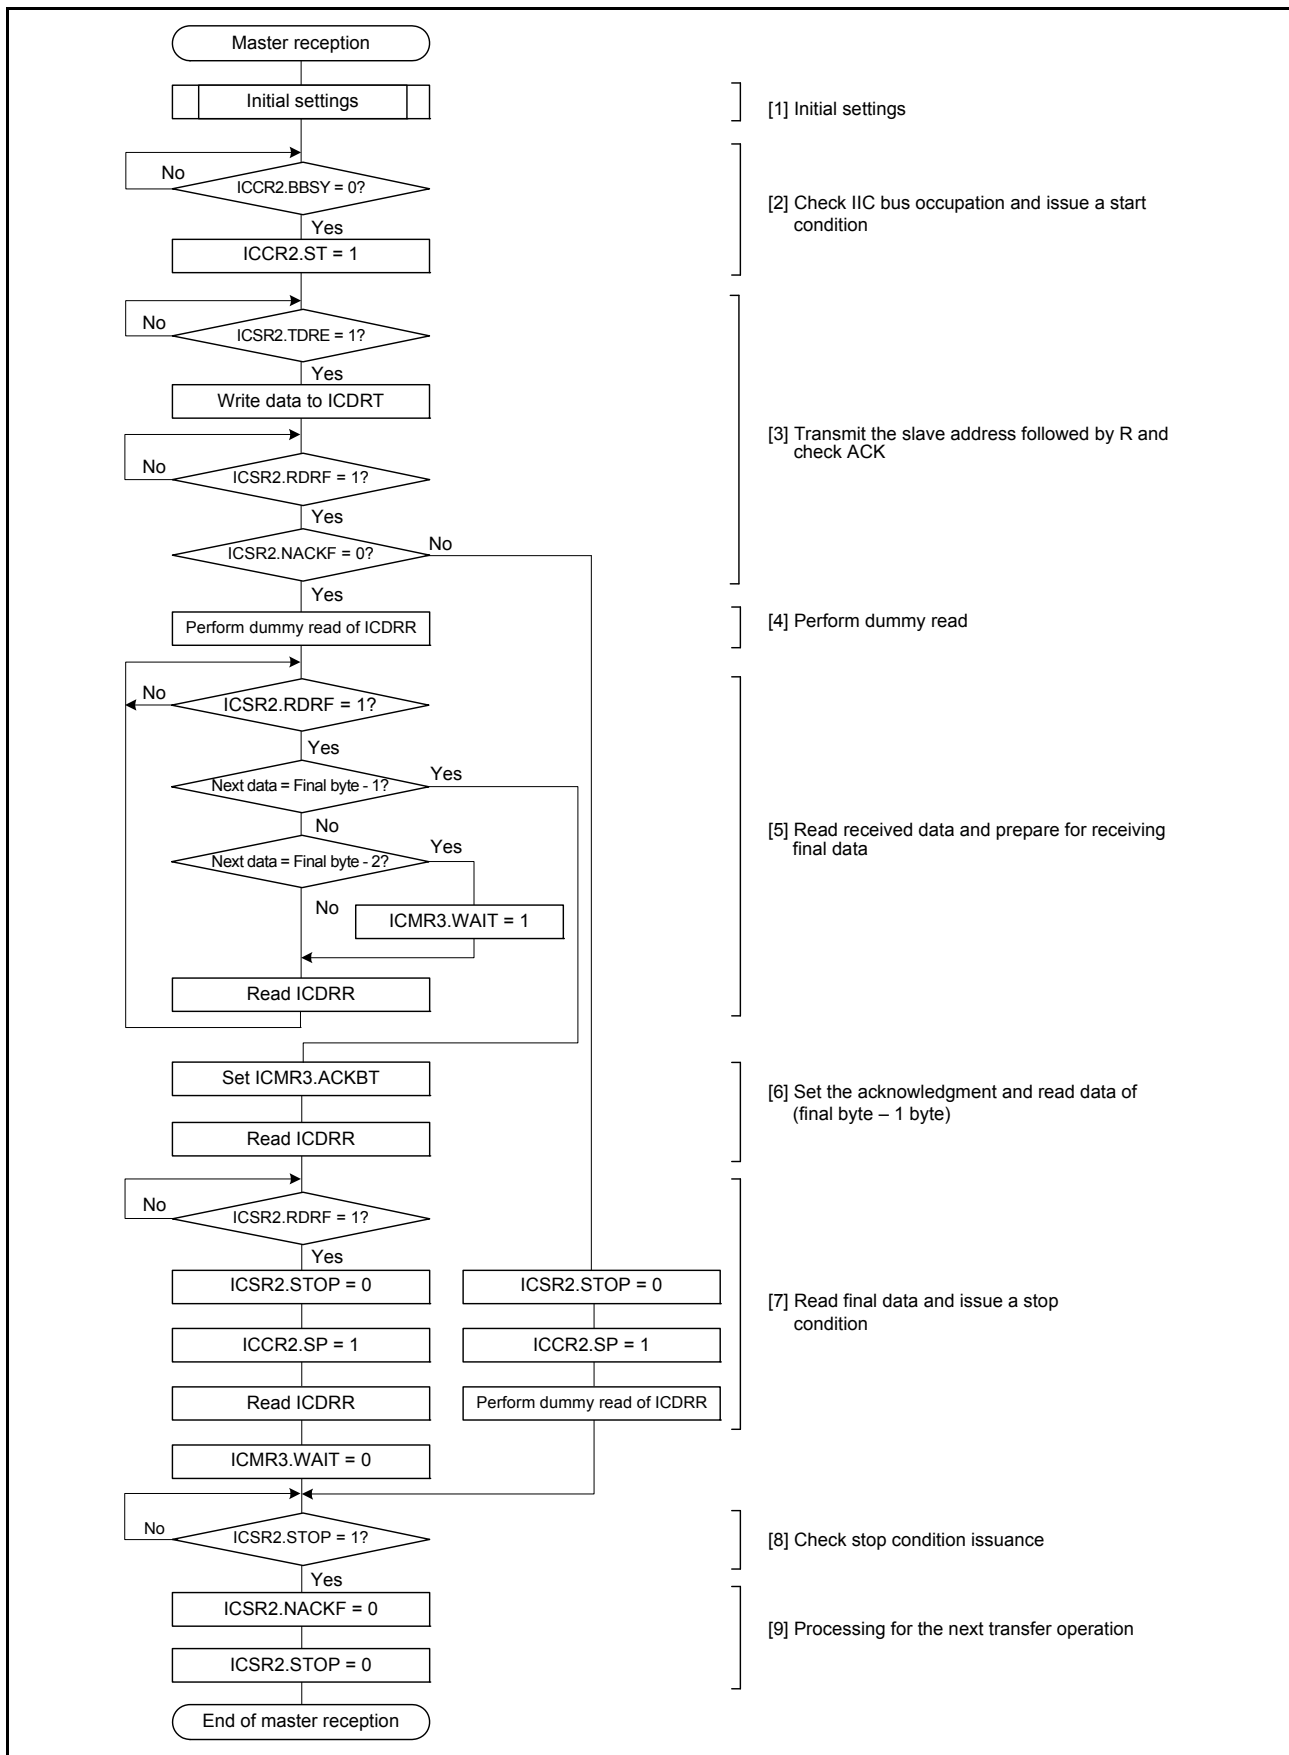 Master reception
Initial settings
[1] Initial settings
No
ICCR2.BBSY = 0?
Yes
ICCR2.ST = 1
[2] Check IIC bus occupation and issue a start
condition
No
ICSR2.TDRE = 1?
Yes
Write data to ICDRT
No
ICSR2.RDRF = 1?
Yes
ICSR2.NACKF = 0?
No
Yes
[3] Transmit the slave address followed by R and
check ACK
Perform dummy read of ICDRR
[4] Perform dummy read
No
ICSR2.RDRF = 1?
Yes
Next data = Final byte - 1?
Yes
No
Next data = Final byte - 2?
Yes
No
ICMR3.WAIT = 1
Read ICDRR
[5] Read received data and prepare for receiving
final data
Set ICMR3.ACKBT
Read ICDRR
[6] Set the acknowledgment and read data of
(final byte – 1 byte)
No
ICSR2.RDRF = 1?
Yes
ICSR2.STOP = 0
ICSR2.STOP = 0
ICCR2.SP = 1
ICCR2.SP = 1
Read ICDRR
Perform dummy read of ICDRR
ICMR3.WAIT = 0
[7] Read final data and issue a stop
condition
No
ICSR2.STOP = 1?
Yes
[8] Check stop condition issuance
ICSR2.NACKF = 0
ICSR2.STOP = 0
[9] Processing for the next transfer operation
End of master reception